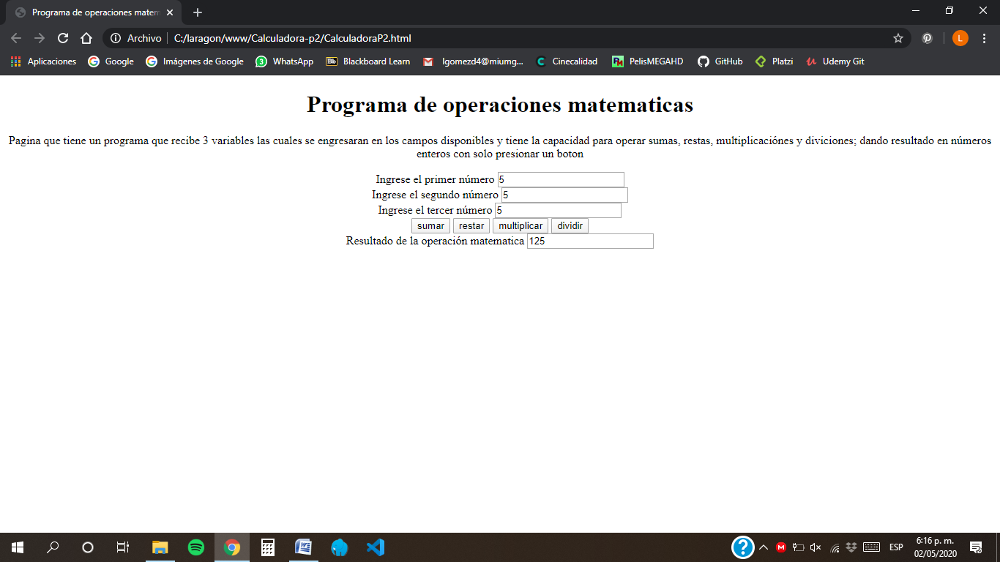 Programa de operaciones matem
Archivo C:/laragon/www/Calculadora-p2/CalculadoraP2.html
L
Aplicaciones Google Imágenes de Google WhatsApp Bb Blackboard Learn lgomezd4@miumg... Cinecalidad PelisMEGAHD GitHub Platzi Udemy Git
Programa de operaciones matematicas
Pagina que tiene un programa que recibe 3 variables las cuales se engresaran en los campos disponibles y tiene la capacidad para operar sumas, restas, multiplicaciónes y diviciones; dando resultado en números
enteros con solo presionar un boton
Ingrese el primer número 5
Ingrese el segundo número 5
Ingrese el tercer número 5
sumar restar multiplicar dividir
Resultado de la operación matematica 125
ESP
6:16 p. m.
02/05/2020